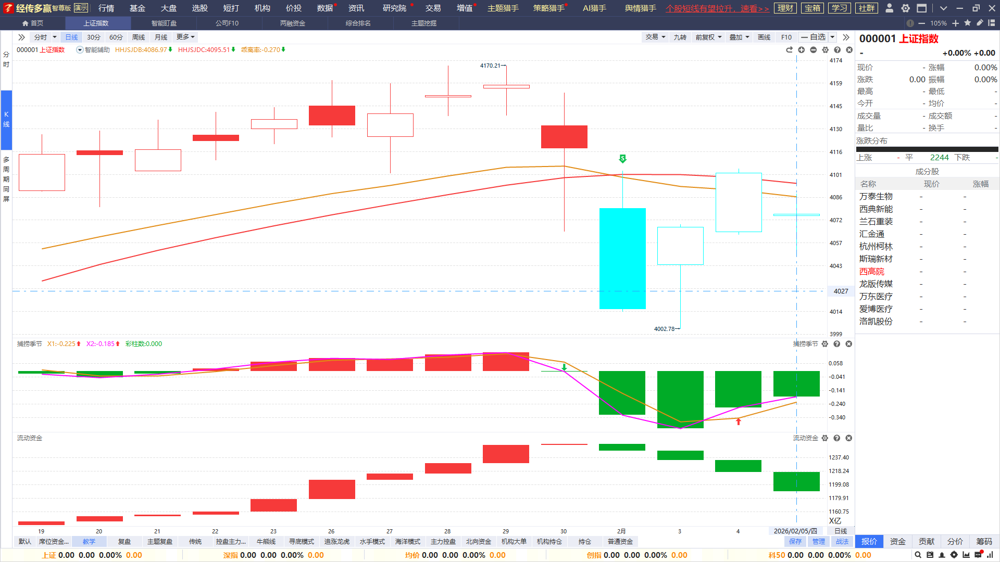 经传多赢 智尊版 演示 行情 基金 大盘 选股 短打 机构 价投 数据 资讯 研究院 交易 增值 主题猎手 策略猎手 AI猎手 舆情猎手 个股短线有望拉升，速看>> 理财 宝箱 学习 社群
首页 上证指数 智能盯盘 公司F10 两融资金 综合排名 主题挖掘 105%
分时 日线 30分 60分 周线 月线 更多 交易 九转 前复权 叠加 画线 F10 自选
000001 上证指数
000001 上证指数 智能辅助 HHJSJDB:4086.97 HHJSJDC:4095.51 乖离率:-0.270
- +0.00% +0.00
分时
K线
多周期同屏
4170.21
4002.78
4174
4159
4145
4130
4116
4101
4086
4072
4057
4043
4027
4014
3999
S
现价 - 涨幅 0.00%
涨跌 0.00 振幅 0.00%
最高 - 最低 -
今开 - 均价 -
成交量 - 成交额 -
量比 - 换手 -
涨跌分布
上涨 - 平 2244 下跌 -
成分股
名称 现价 涨幅
万泰生物 - -
西典新能 - -
兰石重装 - -
汇金通 - -
杭州柯林 - -
斯瑞新材 - -
西高院 - -
龙版传媒 - -
万东医疗 - -
爱博医疗 - -
洛凯股份 - -
捕捞季节 X1:-0.225 X2:-0.185 彩柱数:0.000 捕捞季节
0.058
-0.041
-0.141
-0.240
-0.340
流动资金 流动资金
1237.40
1218.24
1199.08
1179.91
1160.75
X亿
19 20 21 22 23 26 27 28 29 30 2月 3 4 2026/02/05/四 日线
默认 席位资金... 教学 复盘 主题复盘 传统 控盘主力... 牛能线 寻底模式 追涨龙虎 水手模式 海洋模式 主力控盘 北向资金 机构大单 机构持仓 持仓 普通资金 保存 管理 战法 报价 资金 贡献 分价 筹码
上证 0.00 0.00 0.00% 0.00 深指 0.00 0.00 0.00% 0.00 均价 0.00 0.00 0.00% 0.00 创指 0.00 0.00 0.00% 0.00 科50 0.00 0.00 0.00% 0.00